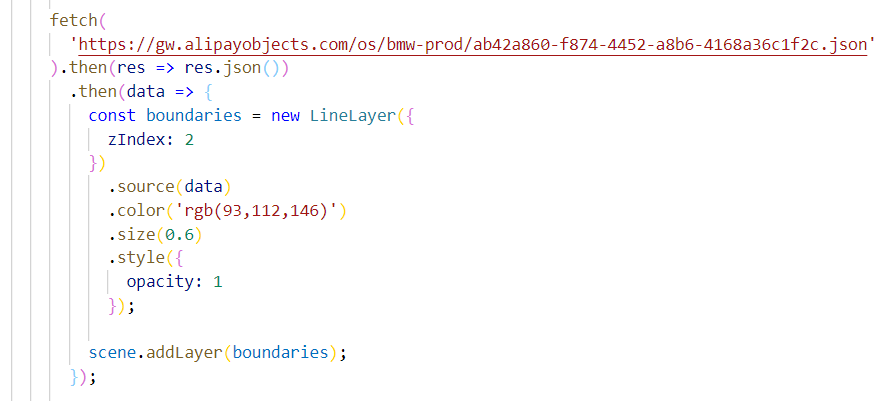 fetch(
'https://gw.alipayobjects.com/os/bmw-prod/ab42a860-f874-4452-a8b6-4168a36c1f2c.json'
).then(res => res.json())
.then(data => {
const boundaries = new LineLayer({
zIndex: 2
})
.source(data)
.color('rgb(93,112,146)')
.size(0.6)
.style({
opacity: 1
});
scene.addLayer(boundaries);
});